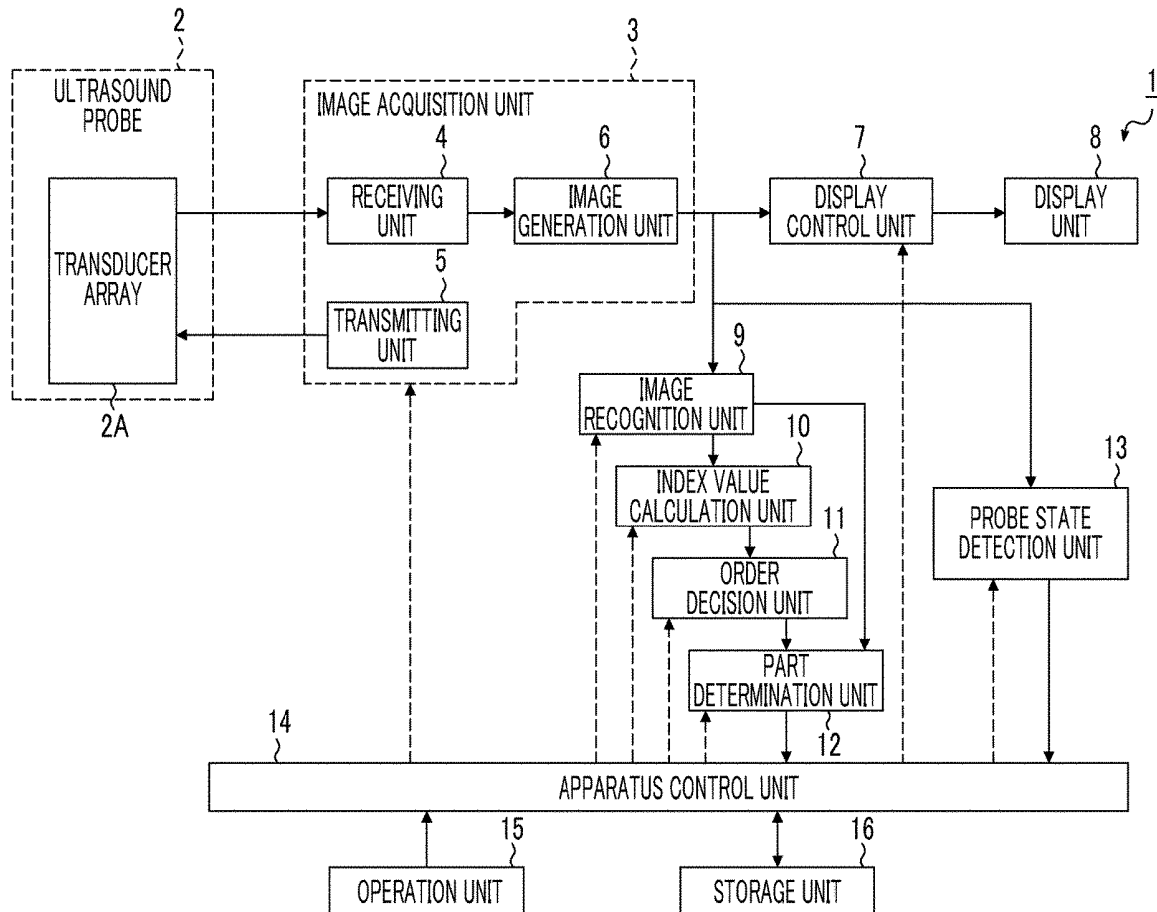 2
3
1
ULTRASOUND
PROBE
IMAGE ACQUISITION UNIT
4
6
7
8
RECEIVING
UNIT
IMAGE
GENERATION UNIT
DISPLAY
CONTROL UNIT
DISPLAY
UNIT
TRANSDUCER
ARRAY
5
TRANSMITTING
UNIT
2A
9
IMAGE
RECOGNITION UNIT
10
INDEX VALUE
CALCULATION UNIT
11
ORDER
DECISION UNIT
PART
DETERMINATION UNIT
12
13
PROBE STATE
DETECTION UNIT
14
APPARATUS CONTROL UNIT
15
16
OPERATION UNIT
STORAGE UNIT